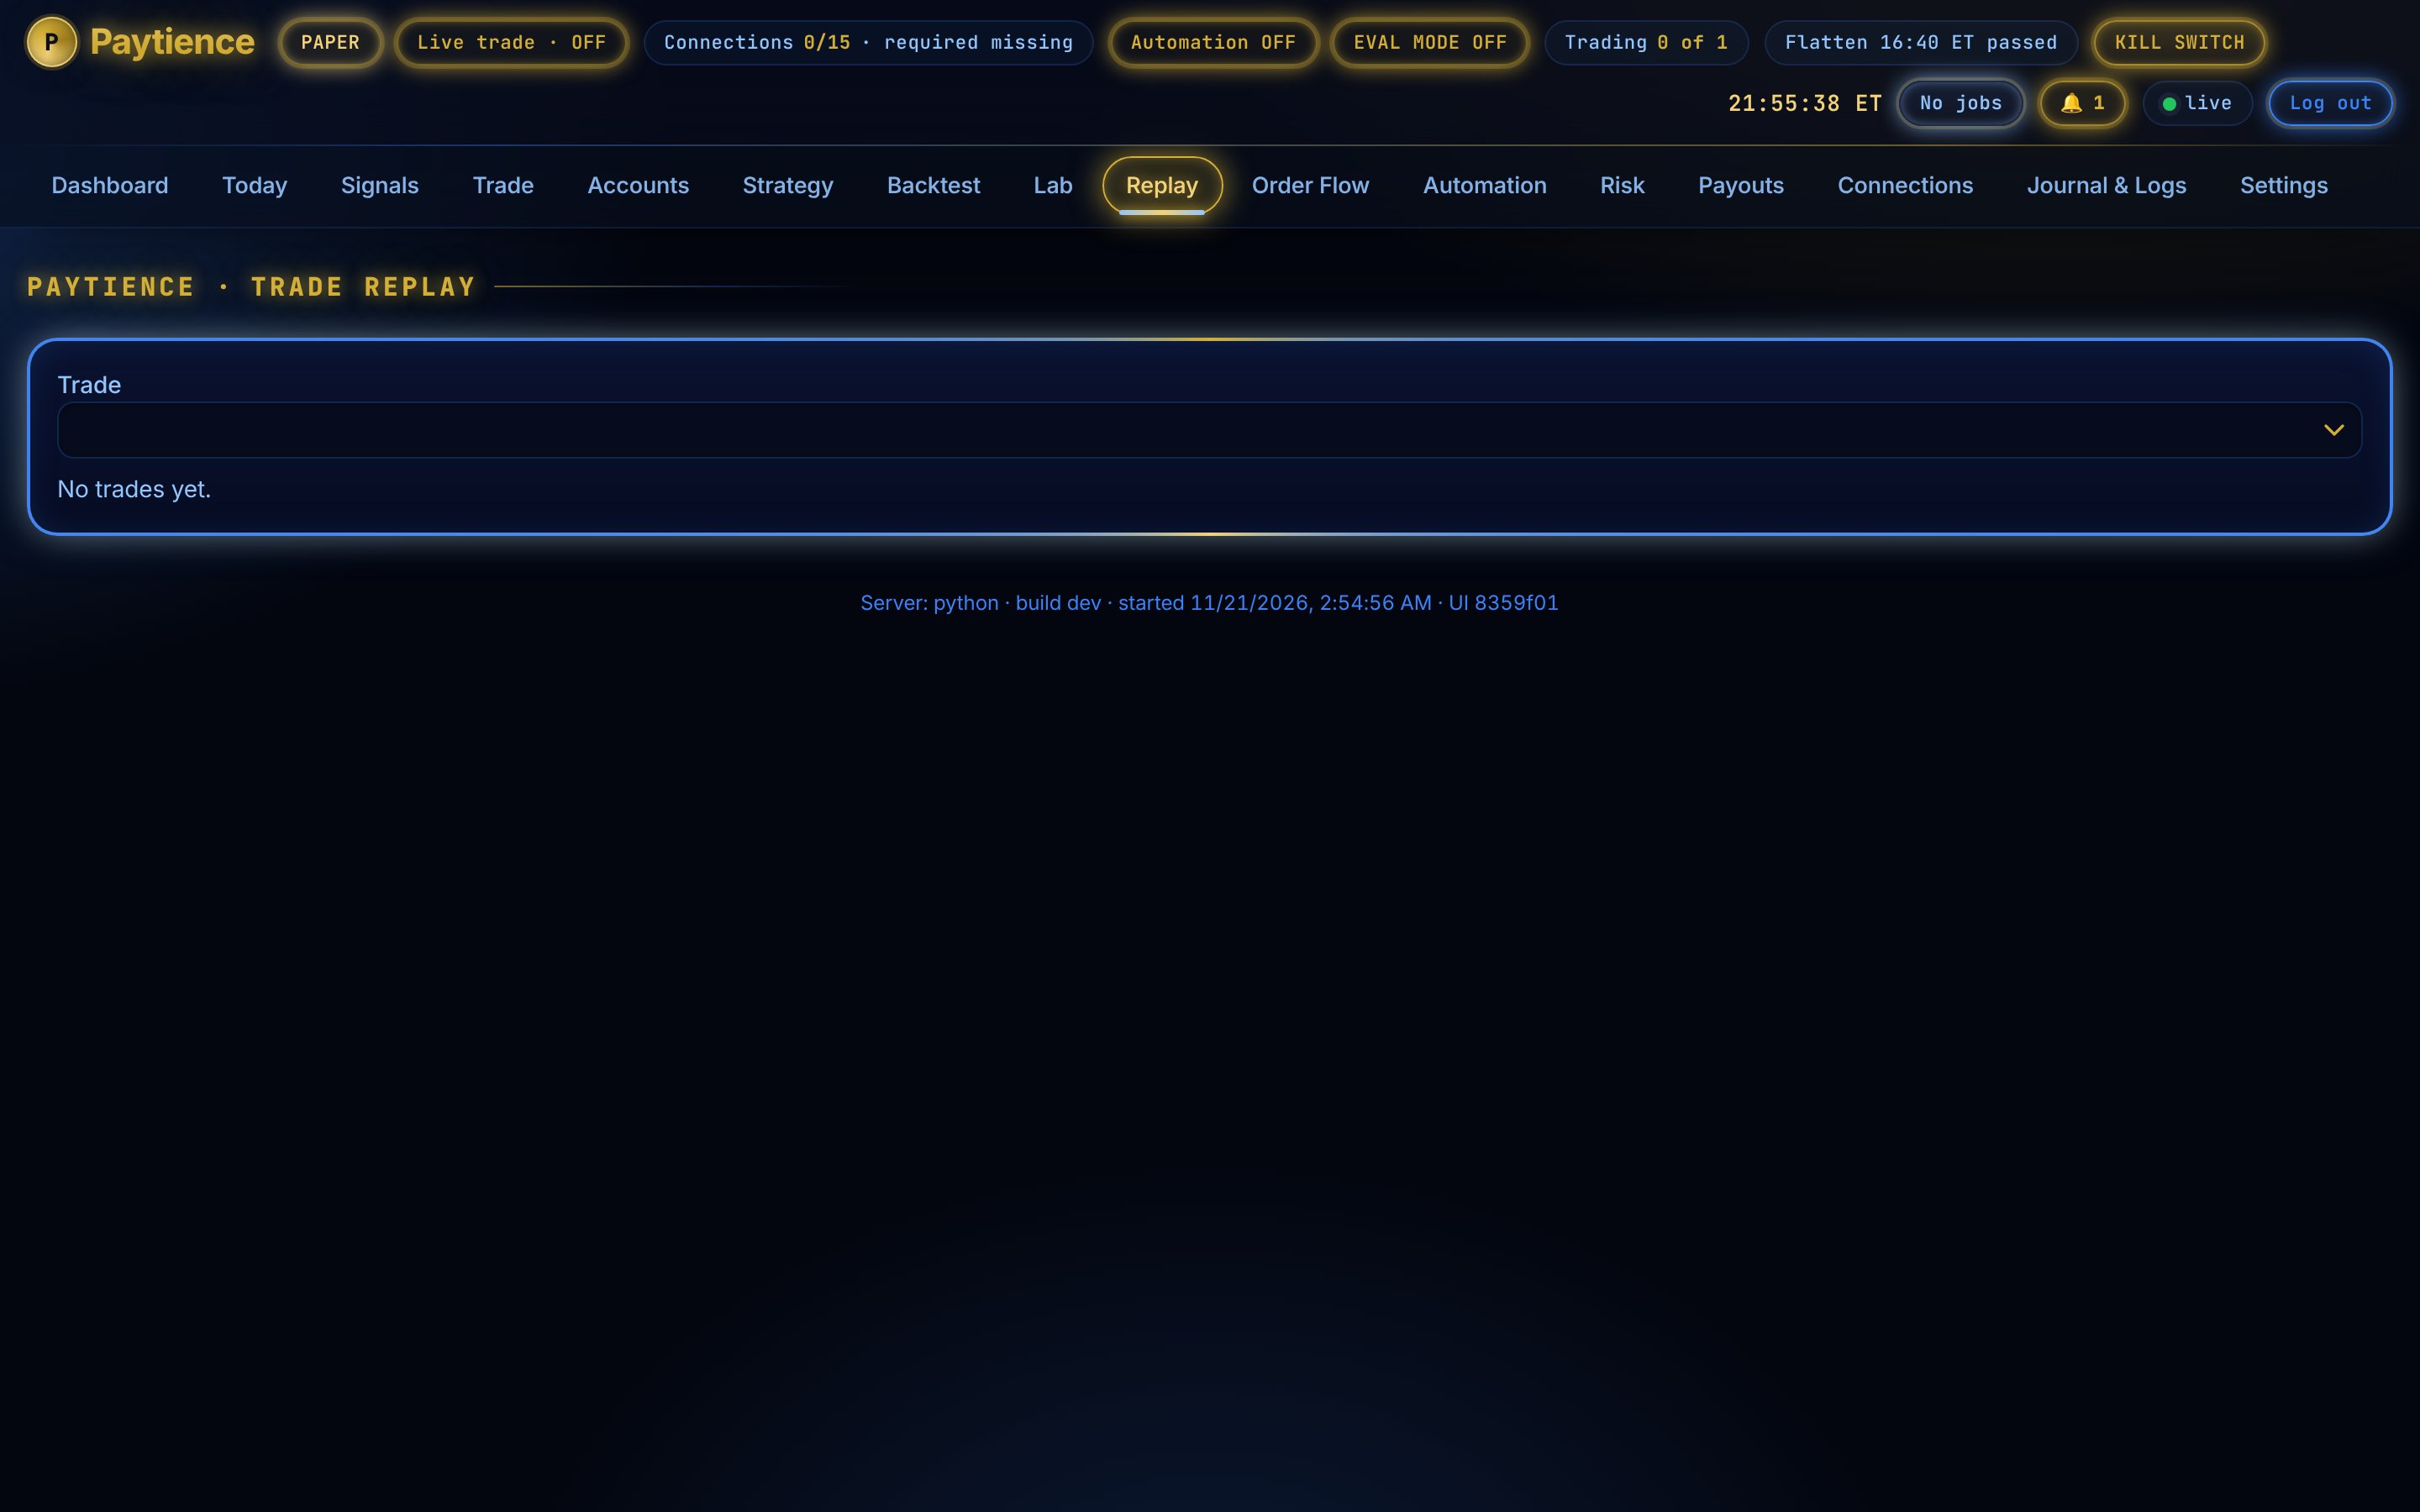 P Paytience PAPER Live trade · OFF Connections 0/15 · required missing Automation OFF EVAL MODE OFF Trading 0 of 1 Flatten 16:40 ET passed KILL SWITCH
21:55:38 ET No jobs 🔔 1 live Log out
Dashboard Today Signals Trade Accounts Strategy Backtest Lab Replay Order Flow Automation Risk Payouts Connections Journal & Logs Settings
PAYTIENCE · TRADE REPLAY
Trade
No trades yet.
Server: python · build dev · started 11/21/2026, 2:54:56 AM · UI 8359f01